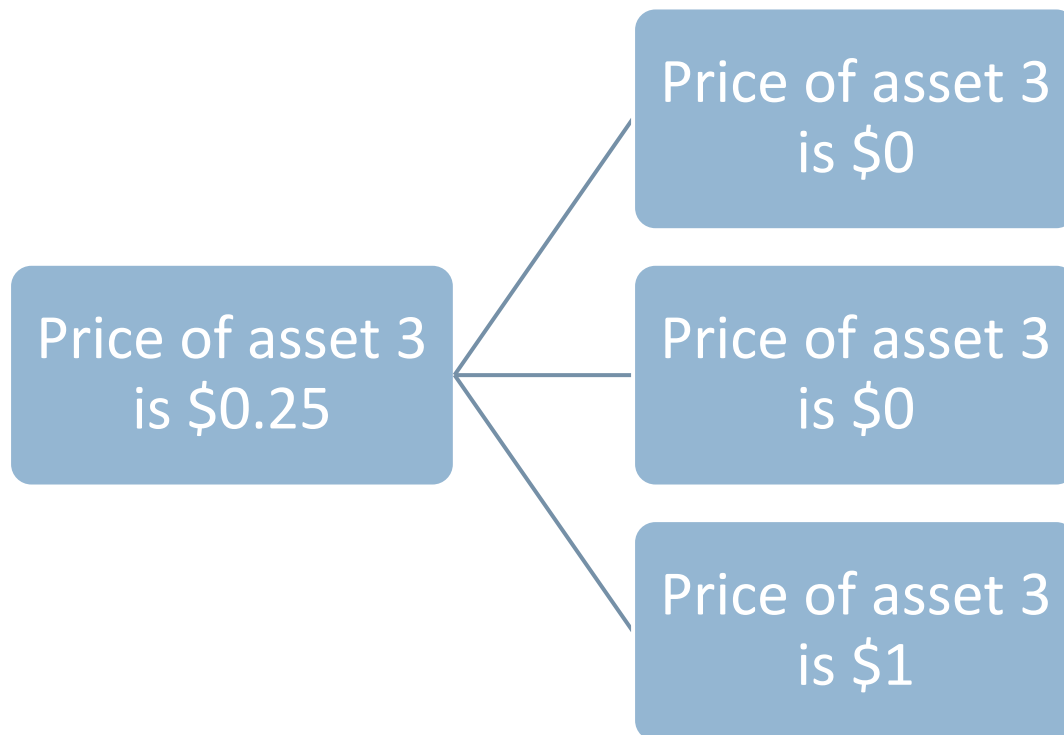 Price of asset 3
is $0
Price of asset 3
is $0.25
Price of asset 3
is $0
Price of asset 3
is $1